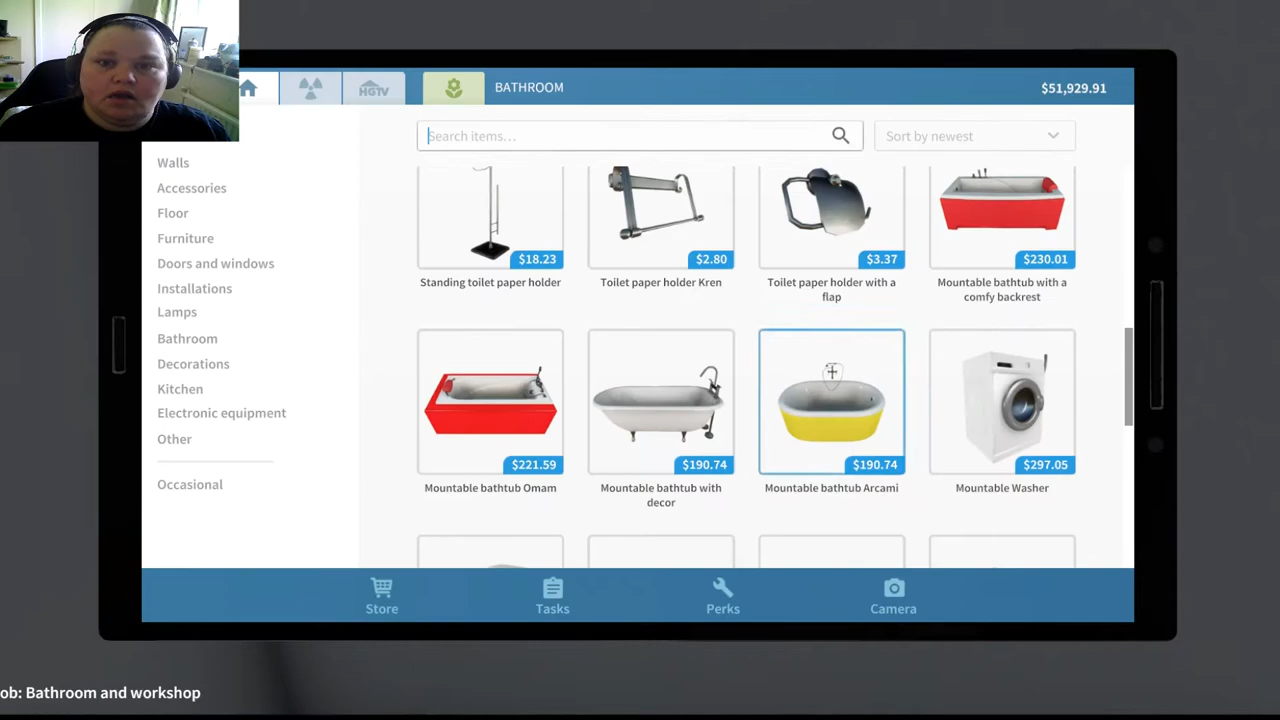 HGTV
BATHROOM
$51,929.91
Search items...
Sort by newest
Walls
Accessories
Floor
Furniture
Doors and windows
Installations
Lamps
Bathroom
Decorations
Kitchen
Electronic equipment
Other
Occasional
$18.23
$2.80
$3.37
$230.01
Standing toilet paper holder
Toilet paper holder Kren
Toilet paper holder with a
flap
Mountable bathtub with a
comfy backrest
$221.59
$190.74
$190.74
$297.05
Mountable bathtub Omam
Mountable bathtub with
decor
Mountable bathtub Arcami
Mountable Washer
Store
Tasks
Perks
Camera
ob: Bathroom and workshop